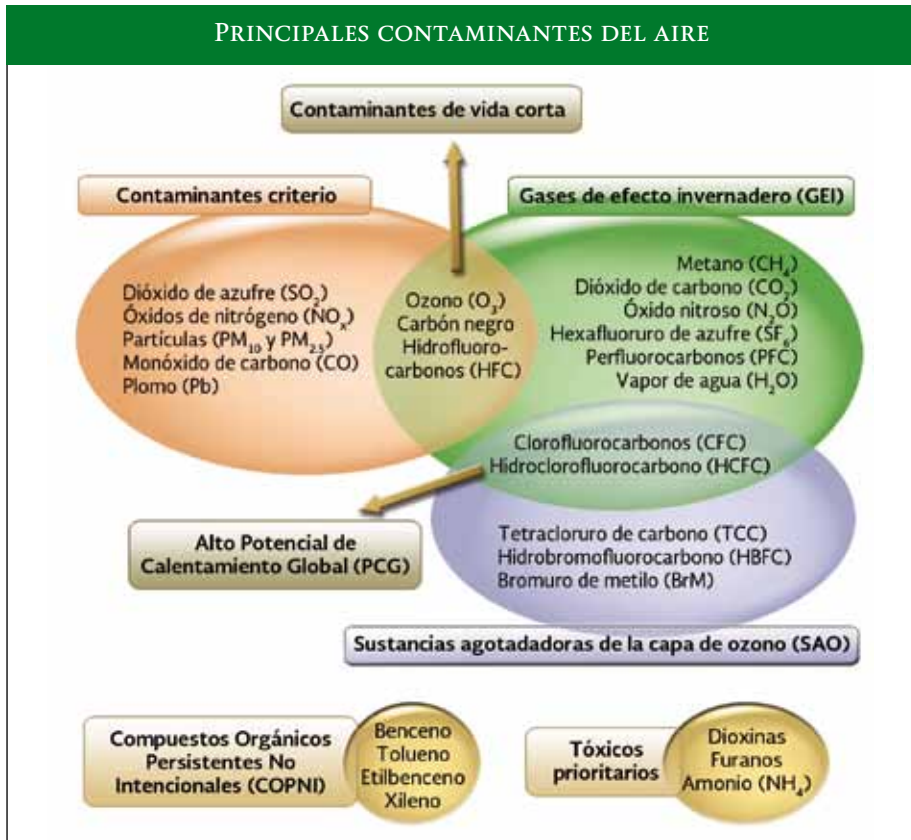 Principales contaminantes del aire
Contaminantes de vida corta
Contaminantes criterio
Gases de efecto invernadero (GEI)
Dióxido de azufre (SO₂)
Óxidos de nitrógeno (NOₓ)
Partículas (PM₁₀ y PM₂.₅)
Monóxido de carbono (CO)
Plomo (Pb)
Ozono (O₃)
Carbón negro
Hidrofluoro-
carbonos (HFC)
Metano (CH₄)
Dióxido de carbono (CO₂)
Óxido nitroso (N₂O)
Hexafluoruro de azufre (SF₆)
Perfluorocarbonos (PFC)
Vapor de agua (H₂O)
Clorofluorocarbonos (CFC)
Hidroclorofluorocarbono (HCFC)
Alto Potencial de
Calentamiento Global (PCG)
Tetracloruro de carbono (TCC)
Hidrobromofluorocarbono (HBFC)
Bromuro de metilo (BrM)
Sustancias agotadadoras de la capa de ozono (SAO)
Compuestos Orgánicos
Persistentes No
Intencionales (COPNI)
Benceno
Tolueno
Etilbenceno
Xileno
Tóxicos
prioritarios
Dioxinas
Furanos
Amonio (NH₄)